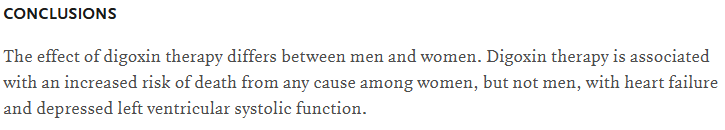 CONCLUSIONS
The effect of digoxin therapy differs between men and women. Digoxin therapy is associated
with an increased risk of death from any cause among women, but not men, with heart failure
and depressed left ventricular systolic function.